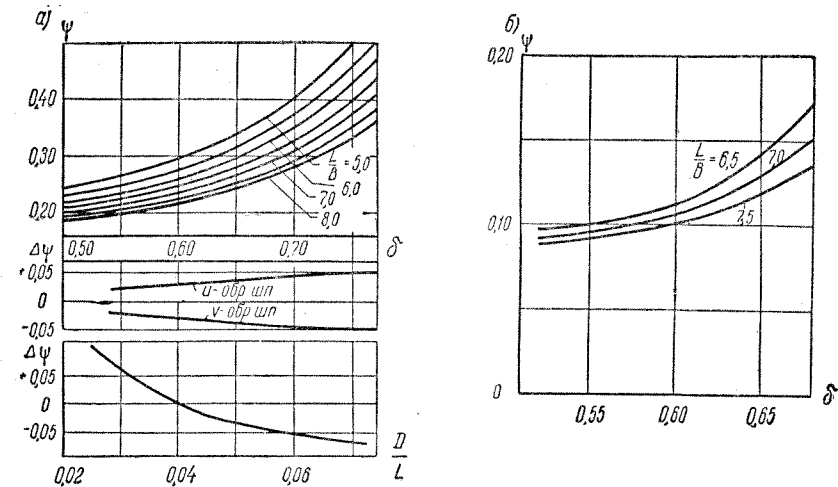 а) ψ
0,40
0,30
0,20
L/B = 5,0
6,0
7,0
8,0
0,50 0,60 0,70 δ
Δψ
+0,05
0
-0,05
u-обр шп
v-обр шп
Δψ
+0,05
0
-0,05
D/L
0,02 0,04 0,06
б) ψ
0,20
0,10
0
L/B = 6,5
7,0
7,5
0,55 0,60 0,65 δ